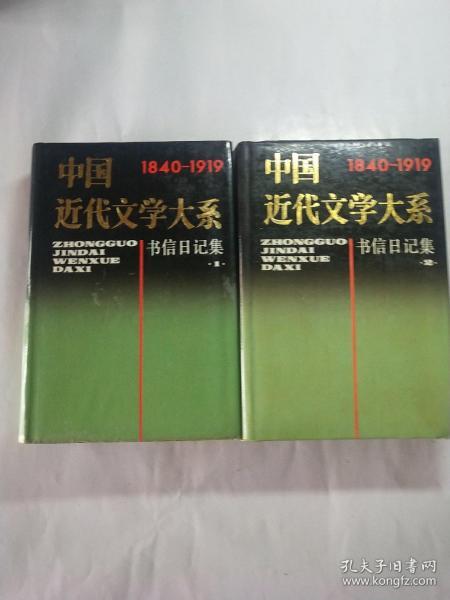 中国 1840-1919
近代文学大系
ZHONGGUO
JINDAI
WENXUE
DAXI
书信日记集
·1·
中国 1840-1919
近代文学大系
ZHONGGUO
JINDAI
WENXUE
DAXI
书信日记集
·2·
孔夫子旧书网
www.kongfz.com